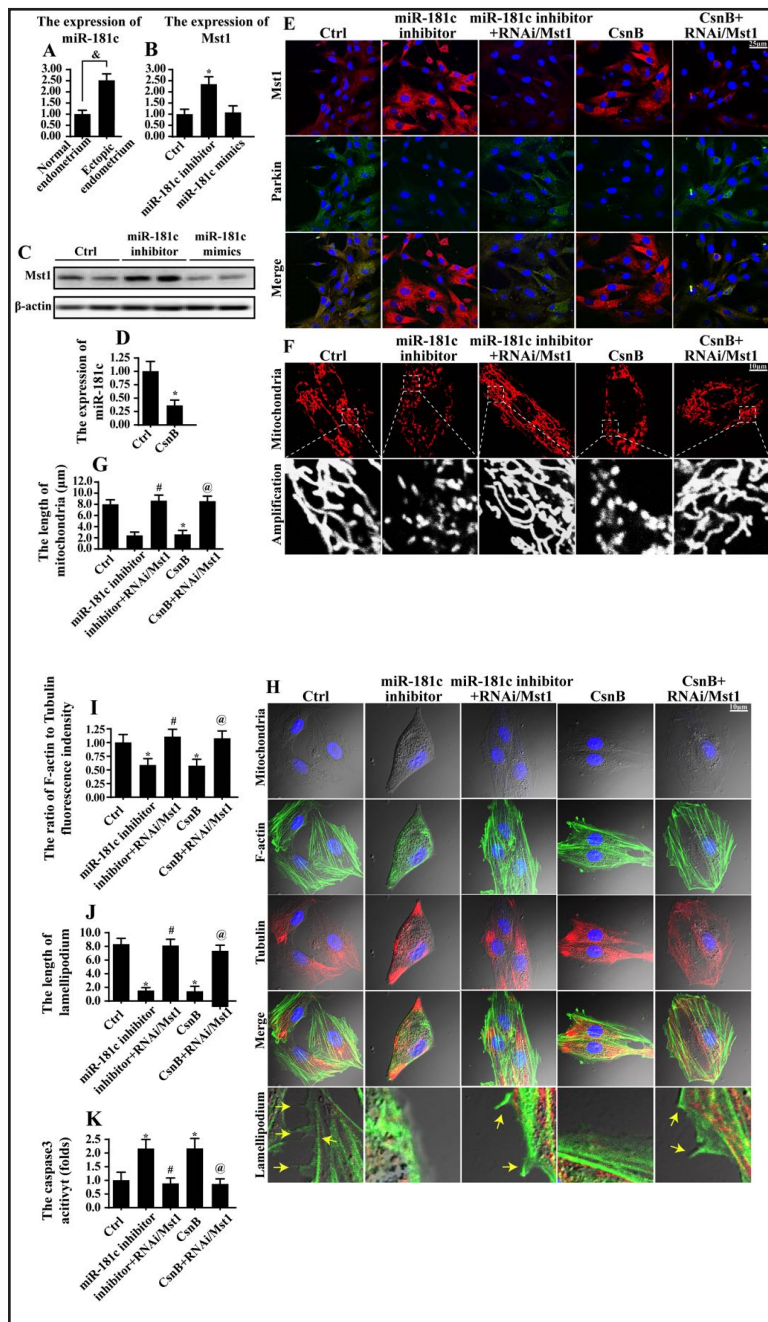 The ectpression of
miR-181c
A
&
3.00
2.50
2.00
1.50
1.00
0.50
0.00
Normal
endometrium
Ectopic
endometrium
The expression of
Mst1
B
3.00
2.50
2.00
1.50
1.00
0.50
0.00
*
Ctrl
miR-181c inhibitor
miR-181c mimics
C
Ctrl
miR-181c
inhibitor
miR-181c
mimics
Mst1
β-actin
D
The expression of
miR-181c
1.25
1.00
0.75
0.50
0.25
0.00
*
Ctrl
CsnB
G
The length of
mitochondria (μm)
10.0
8.0
6.0
4.0
2.0
0.0
#
*
@
Ctrl
miR-181c inhibitor
inhibitor+RNAi/Mst1
CsnB
CsnB+RNAi/Mst1
E
Ctrl
miR-181c
inhibitor
miR-181c inhibitor
+RNAi/Mst1
CsnB
CsnB+
RNAi/Mst1
25μm
Mst1
Parkin
Merge
F
Ctrl
miR-181c
inhibitor
miR-181c inhibitor
+RNAi/Mst1
CsnB
CsnB+
RNAi/Mst1
10μm
Mitochondria
Amplification
I
The ratio of F-actin to Tubulin
fluorescence indensity
1.25
1.00
0.75
0.50
0.25
0.00
*
#
*
@
Ctrl
miR-181c inhibitor
inhibitor+RNAi/Mst1
CsnB
CsnB+RNAi/Mst1
J
The length of
lamellipodium
10.0
8.0
6.0
4.0
2.0
0.0
*
#
*
@
Ctrl
miR-181c inhibitor
inhibitor+RNAi/Mst1
CsnB
CsnB+RNAi/Mst1
K
The caspase3
acitivyt (folds)
2.5
2.0
1.5
1.0
0.5
0.0
*
#
*
@
Ctrl
miR-181c inhibitor
inhibitor+RNAi/Mst1
CsnB
CsnB+RNAi/Mst1
H
Ctrl
miR-181c
inhibitor
miR-181c inhibitor
+RNAi/Mst1
CsnB
CsnB+
RNAi/Mst1
10μm
Mitochondria
F-actin
Tubulin
Merge
Lamellipodium